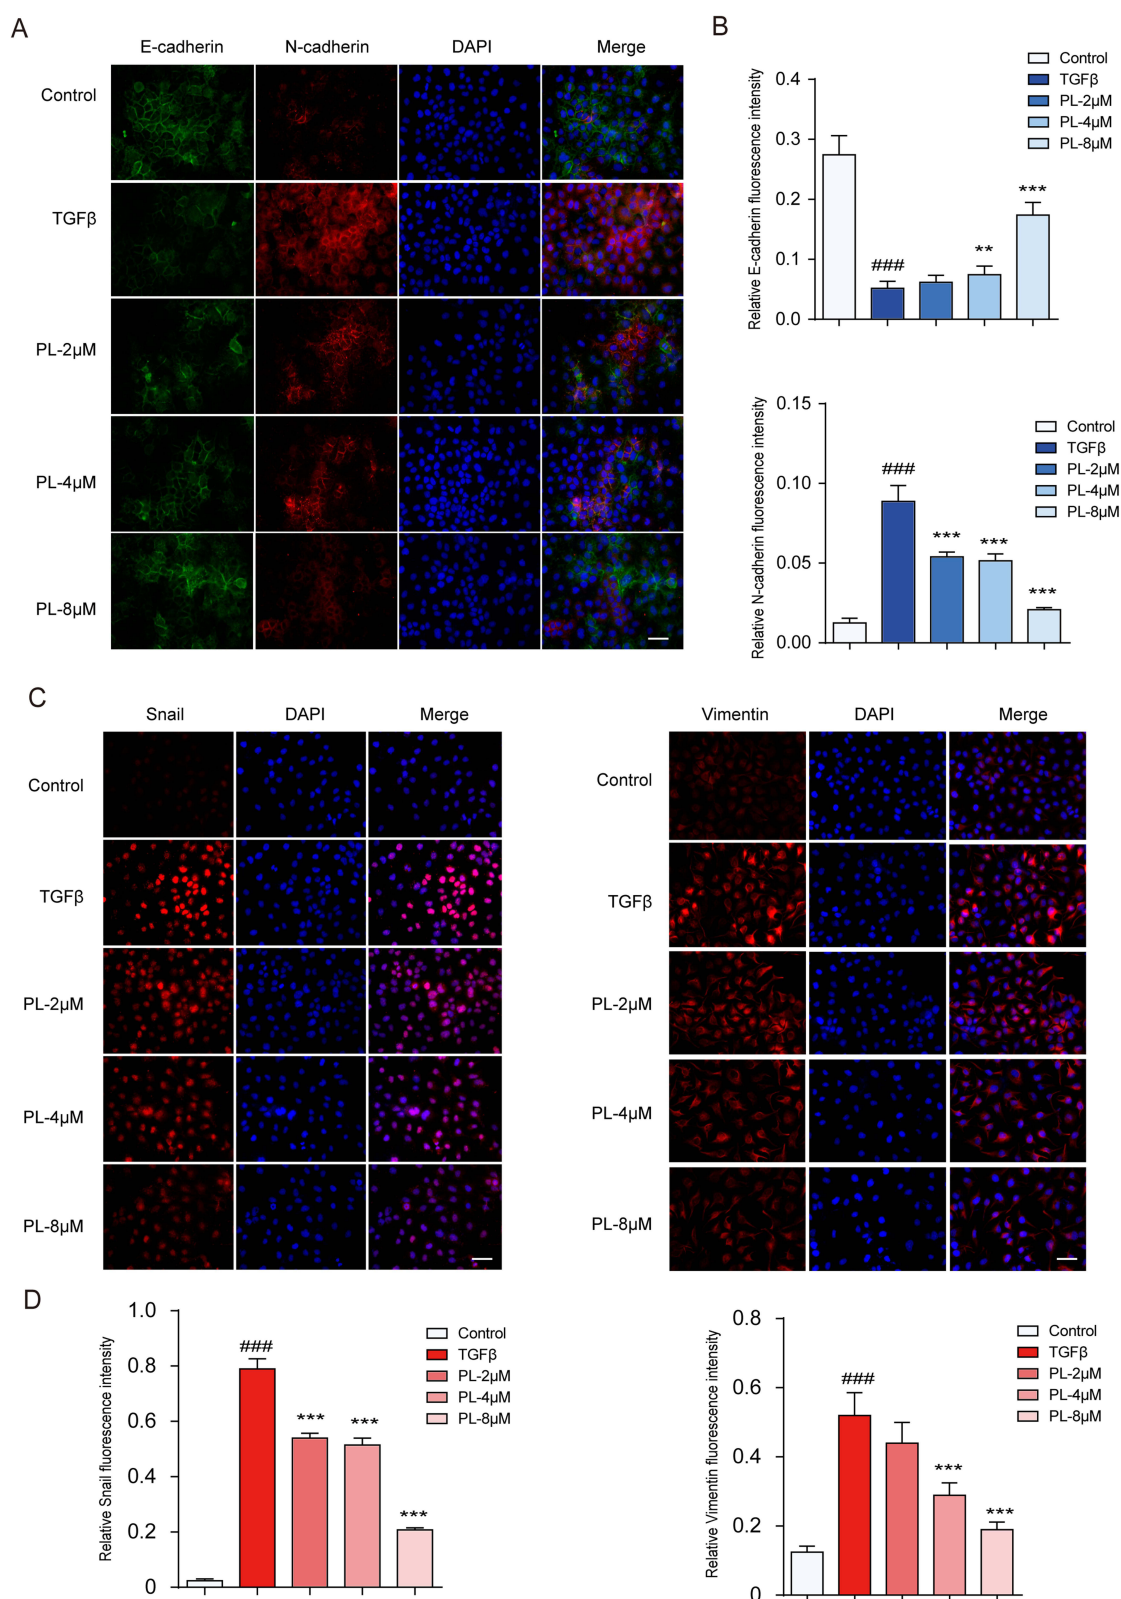 A
E-cadherin N-cadherin DAPI Merge
Control
TGFβ
PL-2μM
PL-4μM
PL-8μM
B
Relative E-cadherin fluorescence intensity
0.4
0.3
0.2
0.1
0.0
###
**
***
Control
TGFβ
PL-2μM
PL-4μM
PL-8μM
Relative N-cadherin fluorescence intensity
0.15
0.10
0.05
0.00
###
***
***
***
Control
TGFβ
PL-2μM
PL-4μM
PL-8μM
C
Snail DAPI Merge
Control
TGFβ
PL-2μM
PL-4μM
PL-8μM
Vimentin DAPI Merge
Control
TGFβ
PL-2μM
PL-4μM
PL-8μM
D
Relative Snail fluorescence intensity
1.0
0.8
0.6
0.4
0.2
0
###
***
***
***
Control
TGFβ
PL-2μM
PL-4μM
PL-8μM
Relative Vimentin fluorescence intensity
0.8
0.6
0.4
0.2
0
###
***
***
Control
TGFβ
PL-2μM
PL-4μM
PL-8μM